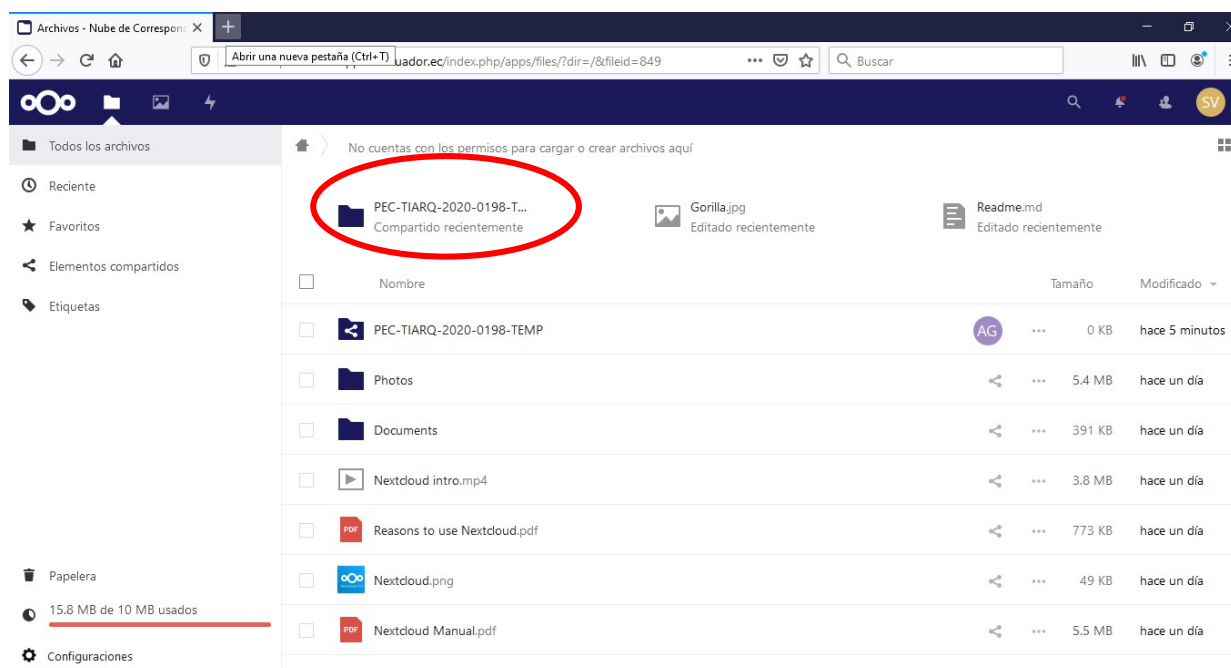 Archivos - Nube de Correspond
Abrir una nueva pestaña (Ctrl+T)
uador.ec/index.php/apps/files/?dir=/&fileid=849
Buscar
SV
Todos los archivos
No cuentas con los permisos para cargar o crear archivos aquí
Reciente
Favoritos
Elementos compartidos
Etiquetas
PEC-TIARQ-2020-0198-T...
Compartido recientemente
Gorilla.jpg
Editado recientemente
Readme.md
Editado recientemente
Nombre Tamaño Modificado
PEC-TIARQ-2020-0198-TEMP AG 0 KB hace 5 minutos
Photos 5.4 MB hace un día
Documents 391 KB hace un día
Nextcloud intro.mp4 3.8 MB hace un día
PDF Reasons to use Nextcloud.pdf 773 KB hace un día
Nextcloud.png 49 KB hace un día
PDF Nextcloud Manual.pdf 5.5 MB hace un día
Papelera
15.8 MB de 10 MB usados
Configuraciones